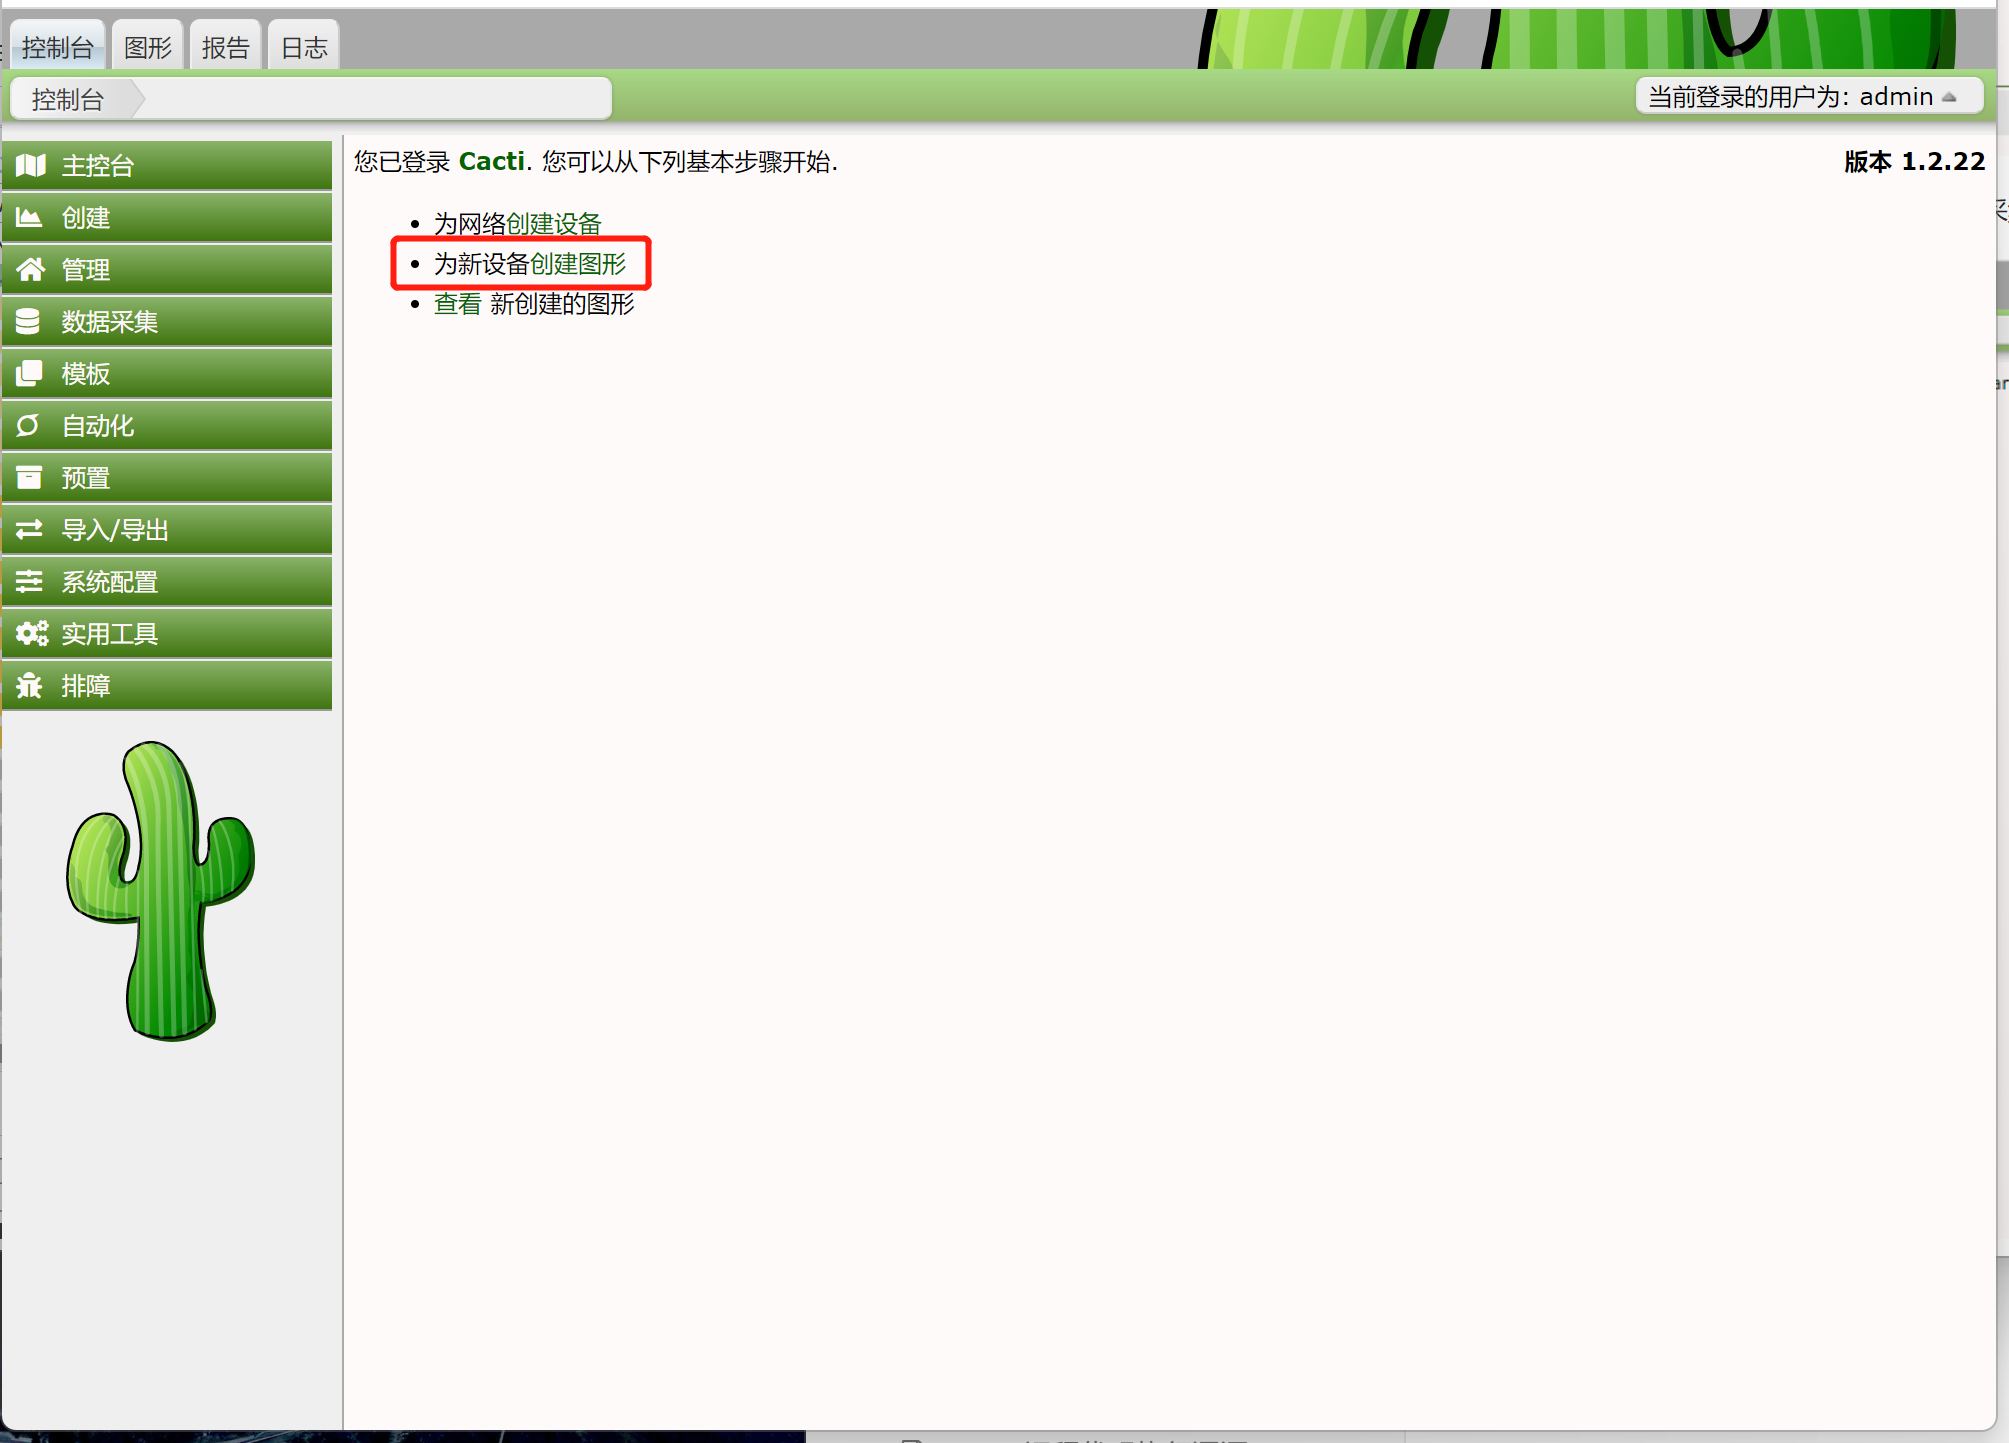 控制台
图形
报告
日志
控制台
当前登录的用户为：admin
主控台
创建
管理
数据采集
模板
自动化
预置
导入/导出
系统配置
实用工具
排障
您已登录 Cacti. 您可以从下列基本步骤开始.
版本 1.2.22
为网络创建设备
为新设备创建图形
查看 新创建的图形